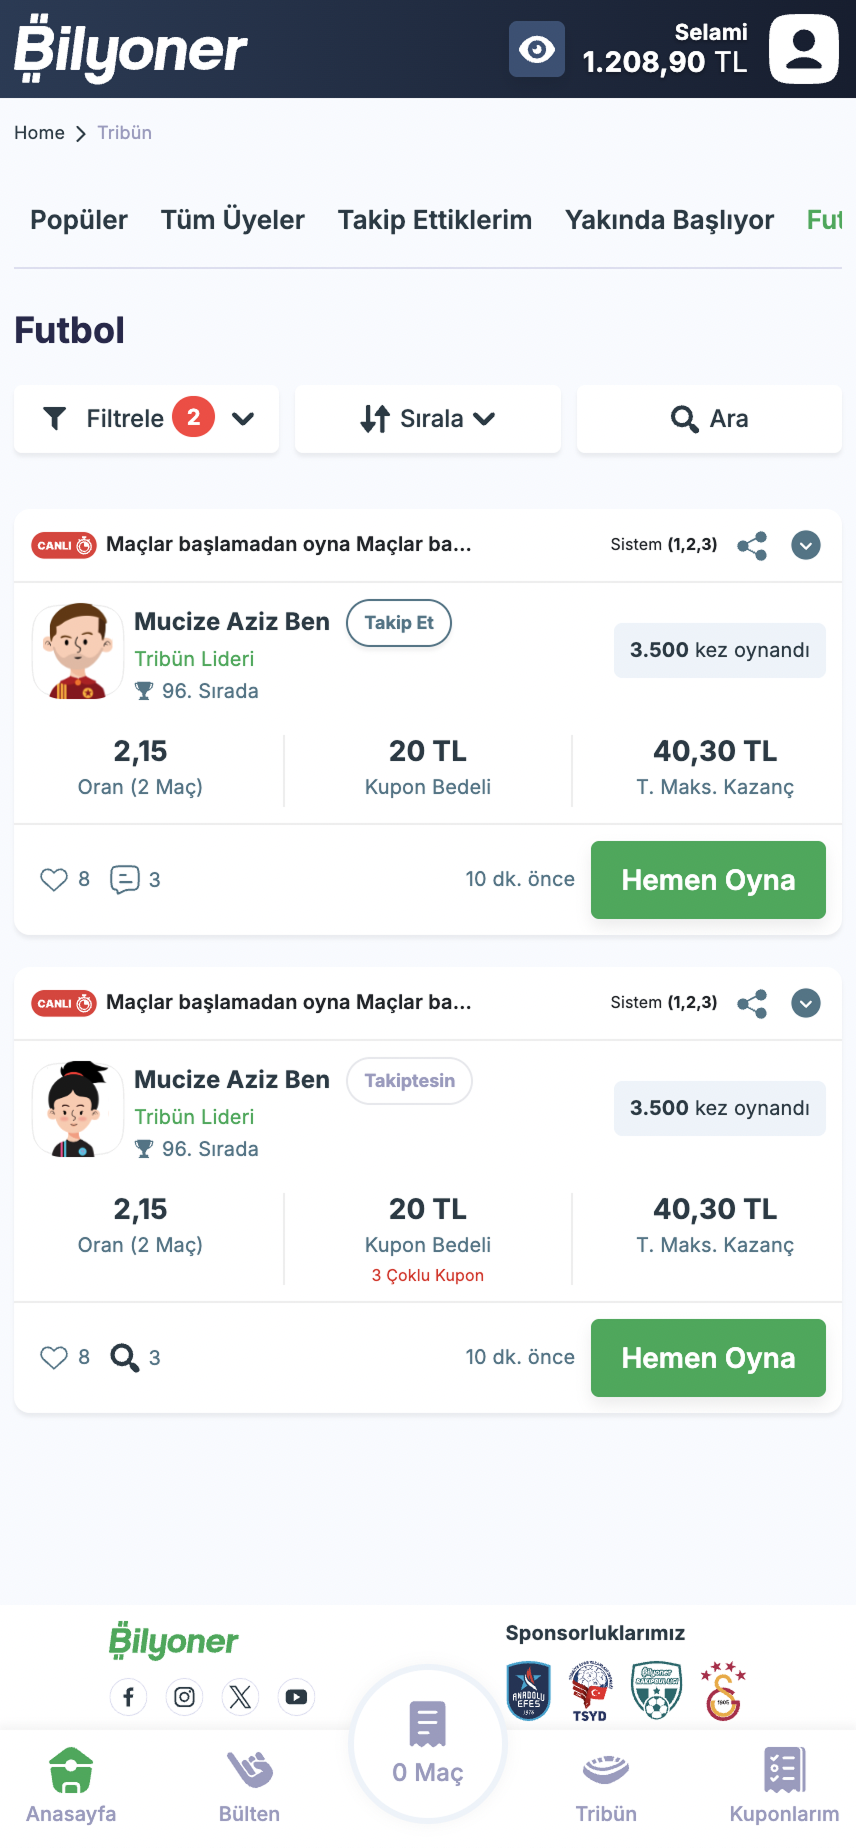 Bilyoner
Selami
1.208,90 TL
Home > Tribün
Popüler Tüm Üyeler Takip Ettiklerim Yakında Başlıyor Fut
Futbol
Filtrele 2 Sırala Ara
CANLI Maçlar başlamadan oyna Maçlar ba... Sistem (1,2,3)
Mucize Aziz Ben Takip Et
Tribün Lideri
3.500 kez oynandı
96. Sırada
2,15 20 TL 40,30 TL
Oran (2 Maç) Kupon Bedeli T. Maks. Kazanç
8 3 10 dk. önce Hemen Oyna
CANLI Maçlar başlamadan oyna Maçlar ba... Sistem (1,2,3)
Mucize Aziz Ben Takiptesin
Tribün Lideri
3.500 kez oynandı
96. Sırada
2,15 20 TL 40,30 TL
Oran (2 Maç) Kupon Bedeli T. Maks. Kazanç
3 Çoklu Kupon
8 3 10 dk. önce Hemen Oyna
Bilyoner
Sponsorluklarımız
ANADOLU
EFES
1976
TSYD
Bilyoner
1905
0 Maç
Anasayfa Bülten Tribün Kuponlarım